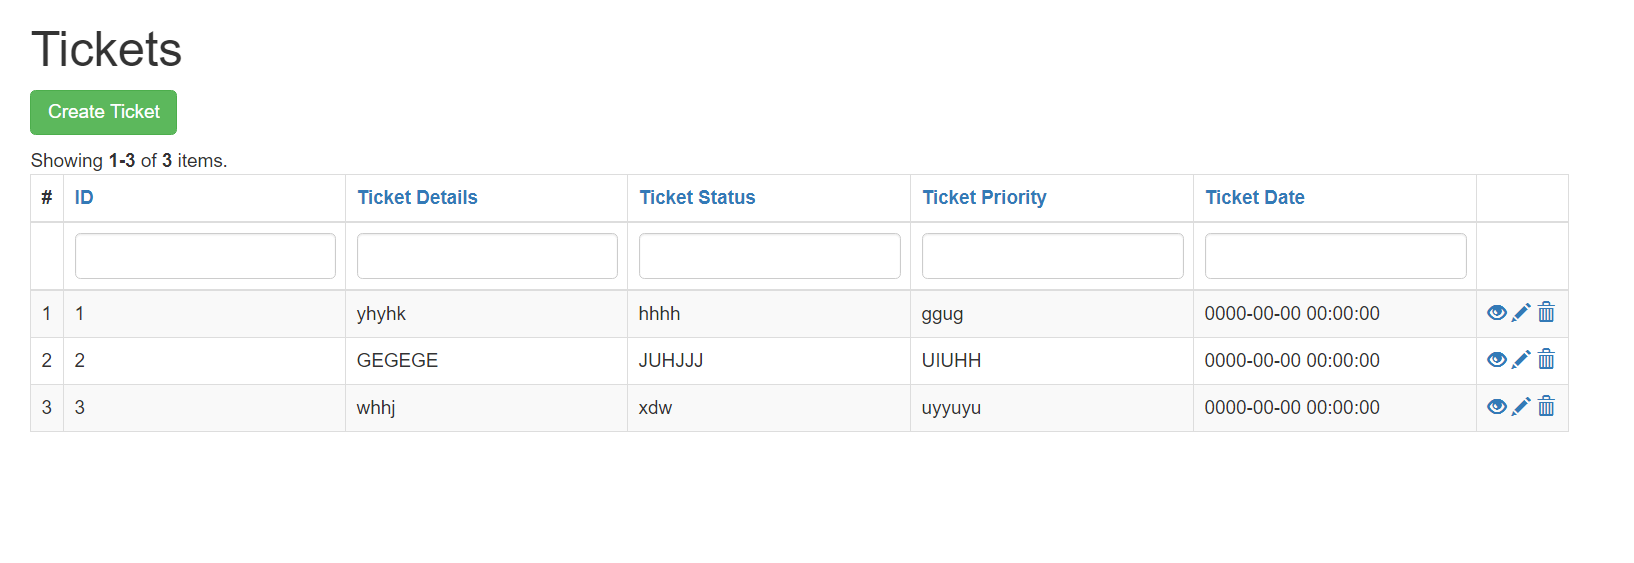 Tickets
Create Ticket
Showing 1-3 of 3 items.
# ID Ticket Details Ticket Status Ticket Priority Ticket Date
1 1 yhyhk hhhh ggug 0000-00-00 00:00:00
2 2 GEGEGE JUHJJJ UIUHH 0000-00-00 00:00:00
3 3 whhj xdw uyyuyu 0000-00-00 00:00:00